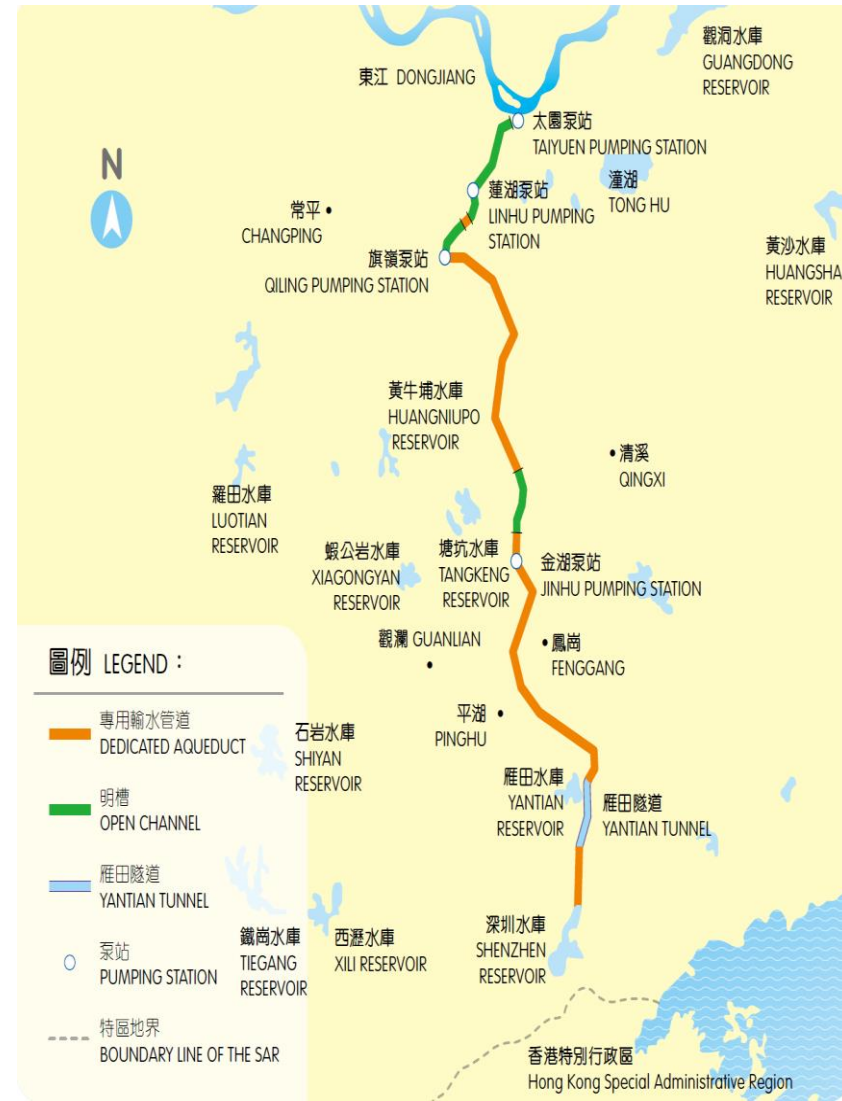 東江 DONGJIANG
觀洞水庫
GUANGDONG
RESERVOIR
太園泵站
TAIYUEN PUMPING STATION
N
蓮湖泵站
LINHU PUMPING
STATION
潼湖
TONG HU
常平
CHANGPING
黃沙水庫
HUANGSHA
RESERVOIR
旗嶺泵站
QILING PUMPING STATION
黃牛埔水庫
HUANGNIUPO
RESERVOIR
清溪
QINGXI
羅田水庫
LUOTIAN
RESERVOIR
蝦公岩水庫
XIAGONGYAN
RESERVOIR
塘坑水庫
TANGKENG
RESERVOIR
金湖泵站
JINHU PUMPING STATION
觀瀾 GUANLIAN
鳳崗
FENGGANG
平湖
PINGHU
石岩水庫
SHIYAN
RESERVOIR
雁田水庫
YANTIAN
RESERVOIR
雁田隧道
YANTIAN TUNNEL
鐵崗水庫
TIEGANG
RESERVOIR
西瀝水庫
XILI RESERVOIR
深圳水庫
SHENZHEN
RESERVOIR
香港特別行政區
Hong Kong Special Administrative Region
圖例 LEGEND：
專用輸水管道
DEDICATED AQUEDUCT
明槽
OPEN CHANNEL
雁田隧道
YANTIAN TUNNEL
泵站
PUMPING STATION
特區地界
BOUNDARY LINE OF THE SAR